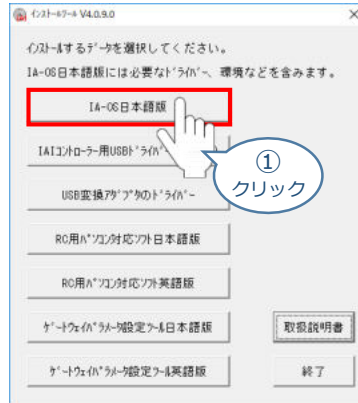 ｲﾝｽﾄｰﾙﾂｰﾙ V4.0.9.0
ｲﾝｽﾄｰﾙするﾃﾞｰﾀを選択してください。
IA-OS日本語版には必要なﾄﾞﾗｲﾊﾞｰ、環境などを含みます。
IA-OS日本語版
IAIｺﾝﾄﾛｰﾗｰ用USBﾄﾞﾗｲﾊﾞｰ
①
クリック
USB変換ｱﾀﾞﾌﾟﾀのﾄﾞﾗｲﾊﾞｰ
RC用ﾊﾟｿｺﾝ対応ｿﾌﾄ日本語版
RC用ﾊﾟｿｺﾝ対応ｿﾌﾄ英語版
ｹﾞｰﾄｳｪｲﾊﾟﾗﾒｰﾀ設定ﾂｰﾙ日本語版
取扱説明書
ｹﾞｰﾄｳｪｲﾊﾟﾗﾒｰﾀ設定ﾂｰﾙ英語版
終了